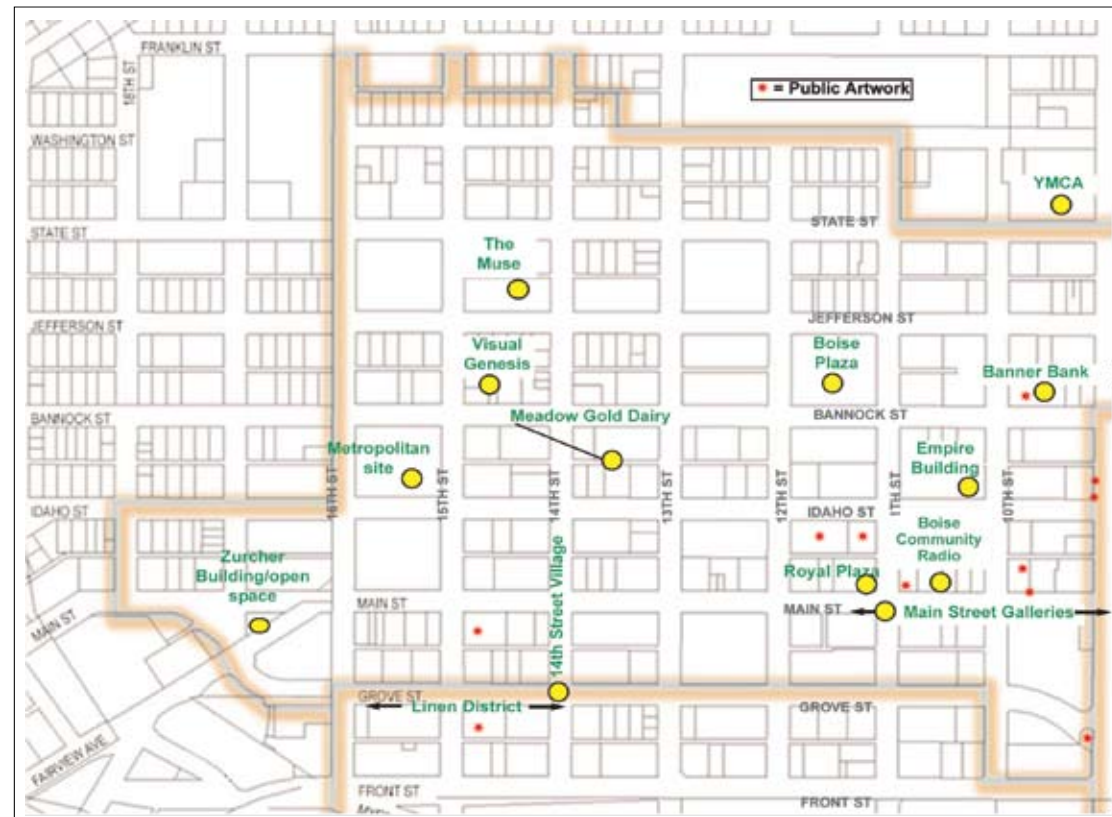 FRANKLIN ST
18TH ST
= Public Artwork
WASHINGTON ST
YMCA
STATE ST
STATE ST
The
Muse
JEFFERSON ST
JEFFERSON ST
Visual
Genesis
Boise
Plaza
Banner Bank
BANNOCK ST
BANNOCK ST
Meadow Gold Dairy
Metropolitan
site
Empire
Building
16TH ST
15TH ST
14TH ST
13TH ST
12TH ST
1TH ST
10TH ST
IDAHO ST
IDAHO ST
Boise
Community
Radio
Zurcher
Building/open
space
14th Street Village
Royal Plaza
MAIN ST
MAIN ST
MAIN ST
Main Street Galleries
GROVE ST
GROVE ST
Linen District
FAIRVIEW AVE
FRONT ST
FRONT ST